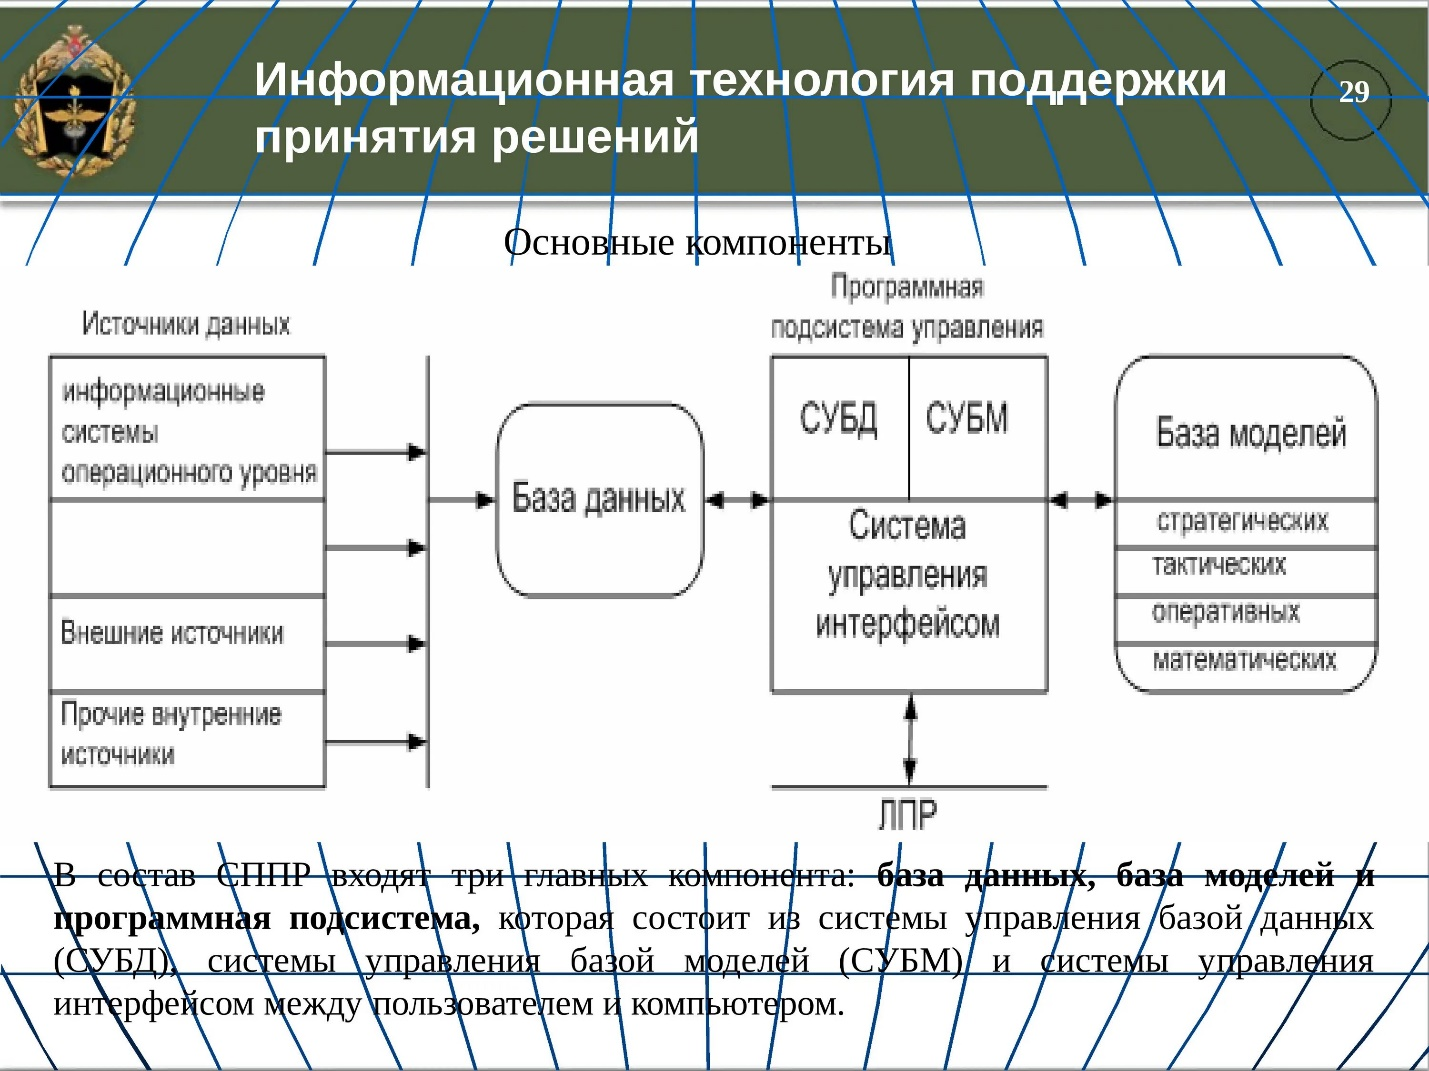 Информационная технология поддержки
принятия решений
29
Основные компоненты
Источники данных
информационные
системы
операционного уровня
Внешние источники
Прочие внутренние
источники
База данных
Программная
подсистема управления
СУБД
СУБМ
Система
управления
интерфейсом
ЛПР
База моделей
стратегических
тактических
оперативных
математических
В состав СППР входят три главных компонента: база данных, база моделей и
программная подсистема, которая состоит из системы управления базой данных
(СУБД), системы управления базой моделей (СУБМ) и системы управления
интерфейсом между пользователем и компьютером.